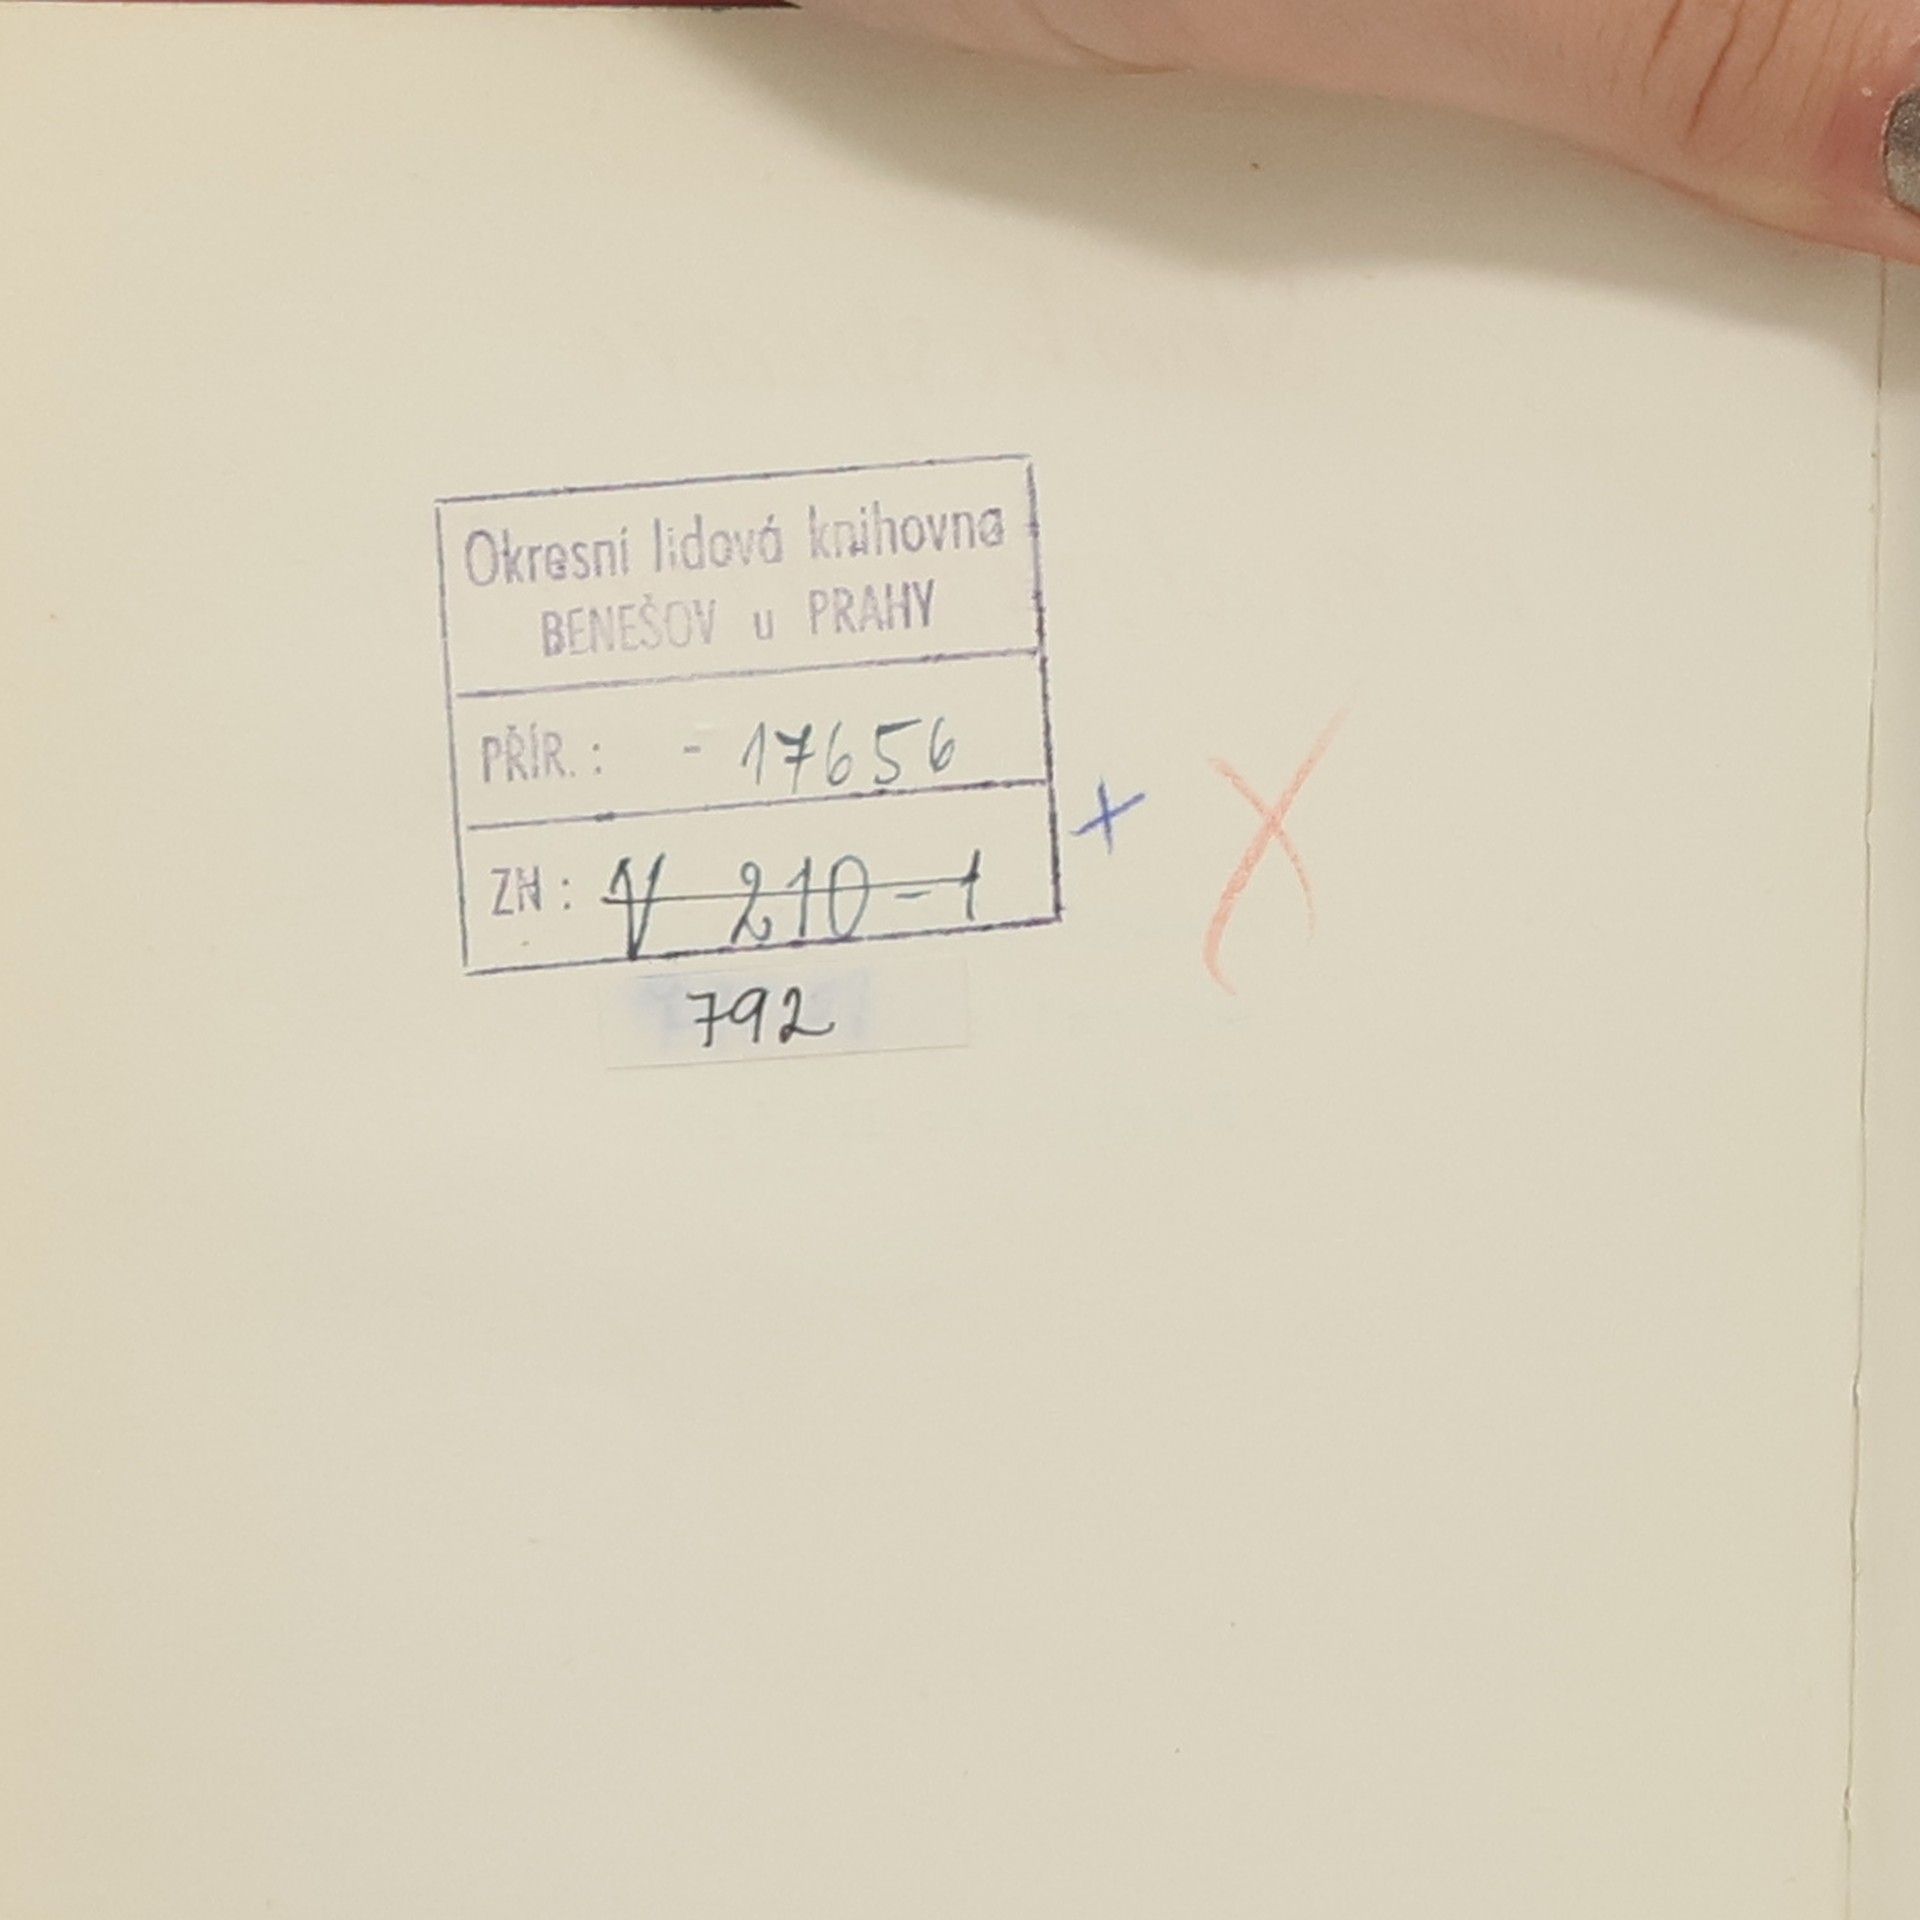 Okresní lidová knihovna
BENEŠOV u PRAHY
PŘÍR.: - 17656
ZN: V 210-1
792